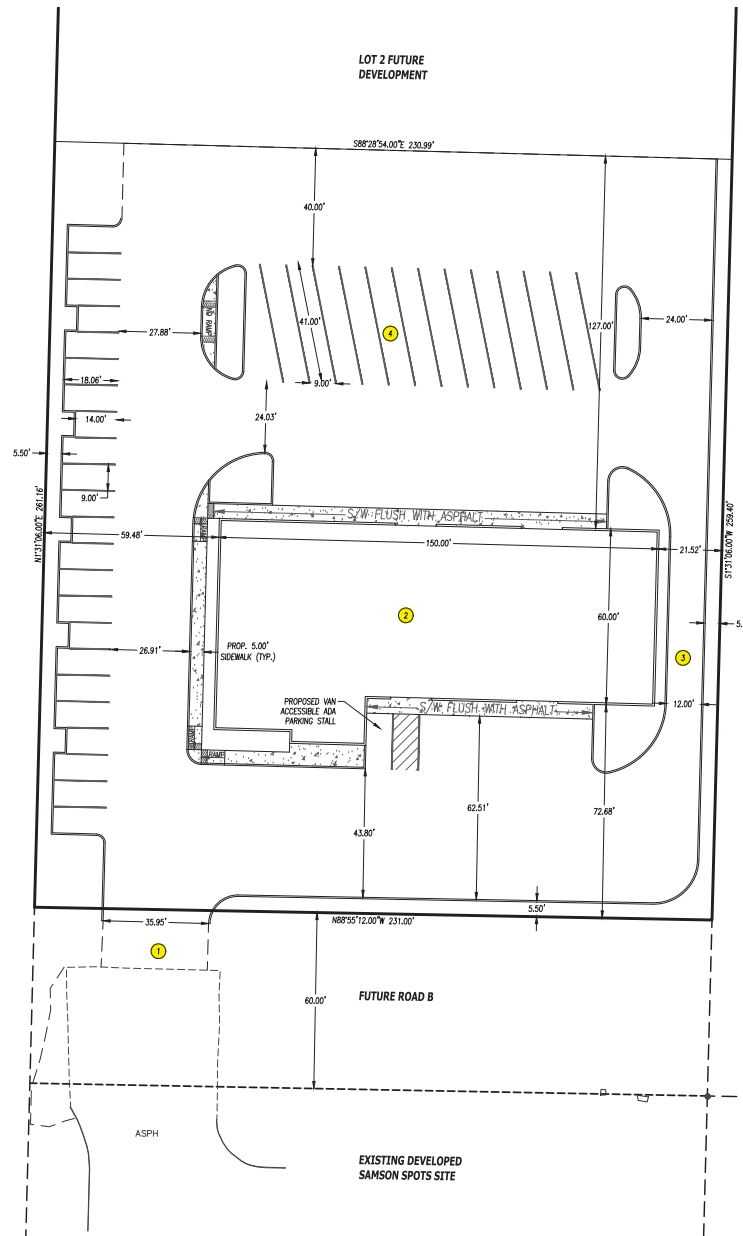 LOT 2 FUTURE
DEVELOPMENT
S88°28'54.00"E 230.99'
40.00'
27.88'
RAMP
41.00'
4
127.00'
24.00'
18.06'
9.00'
14.00'
24.03'
5.50'
9.00'
N1°31'06.00"E 261.16'
S/W FLUSH WITH ASPHALT
RAMP
59.48'
150.00'
21.52'
S1°31'06.00"W 259.40'
60.00'
2
5.
26.91'
PROP. 5.00'
SIDEWALK (TYP.)
3
PROPOSED VAN
ACCESSIBLE ADA
PARKING STALL
S/W FLUSH WITH ASPHALT
12.00'
RAMP
RAMP
62.51'
72.68'
43.80'
5.50'
35.95'
N88°55'12.00"W 231.00'
1
60.00'
FUTURE ROAD B
ASPH
EXISTING DEVELOPED
SAMSON SPOTS SITE